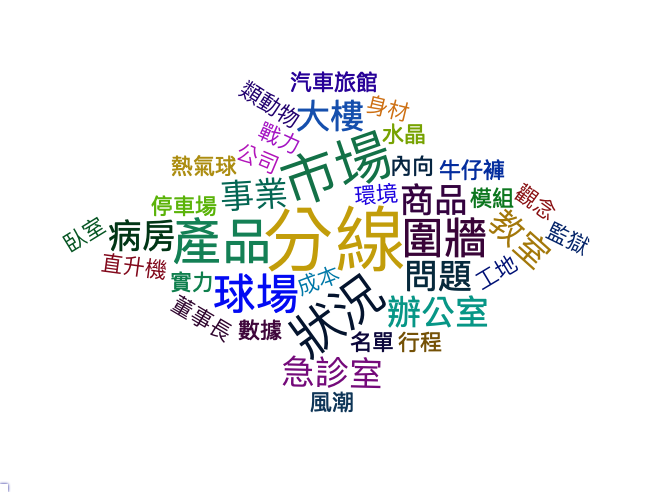 汽車旅館
類動物
大樓
身材
戰力
水晶
公司
市場
熱氣球
內向
牛仔褲
事業
環境
商品
模組
觀念
停車場
臥室
病房
產品
分線
圍牆
教室
監獄
直升機
實力
球場
成本
問題
工地
董事長
數據
狀況
辦公室
名單
行程
急診室
風潮